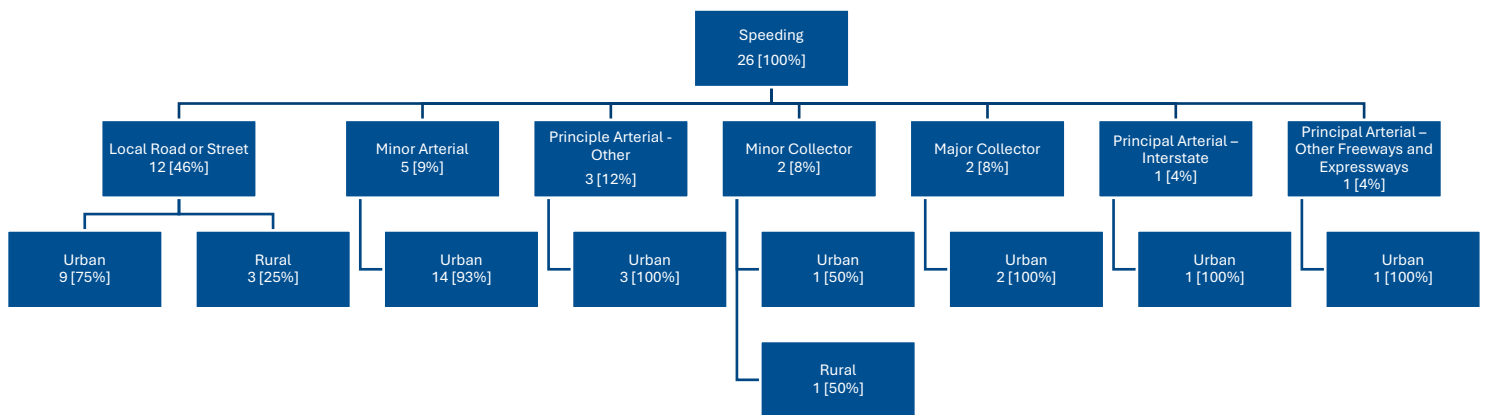 Speeding
26 [100%]
Local Road or Street
12 [46%]
Minor Arterial
5 [9%]
Principle Arterial -
Other
3 [12%]
Minor Collector
2 [8%]
Major Collector
2 [8%]
Principal Arterial –
Interstate
1 [4%]
Principal Arterial –
Other Freeways and
Expressways
1 [4%]
Urban
9 [75%]
Rural
3 [25%]
Urban
14 [93%]
Urban
3 [100%]
Urban
1 [50%]
Urban
2 [100%]
Urban
1 [100%]
Urban
1 [100%]
Rural
1 [50%]